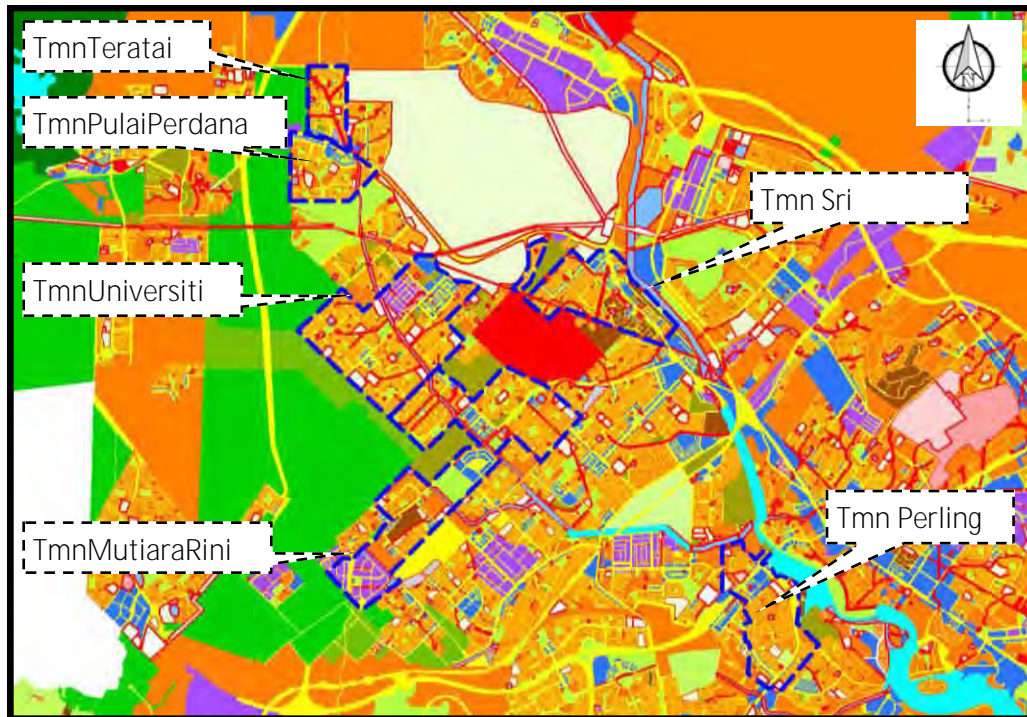 TmnTeratai
N
TmnPulaiPerdana
Tmn Sri
TmnUniversiti
Tmn Perling
TmnMutiaraRini